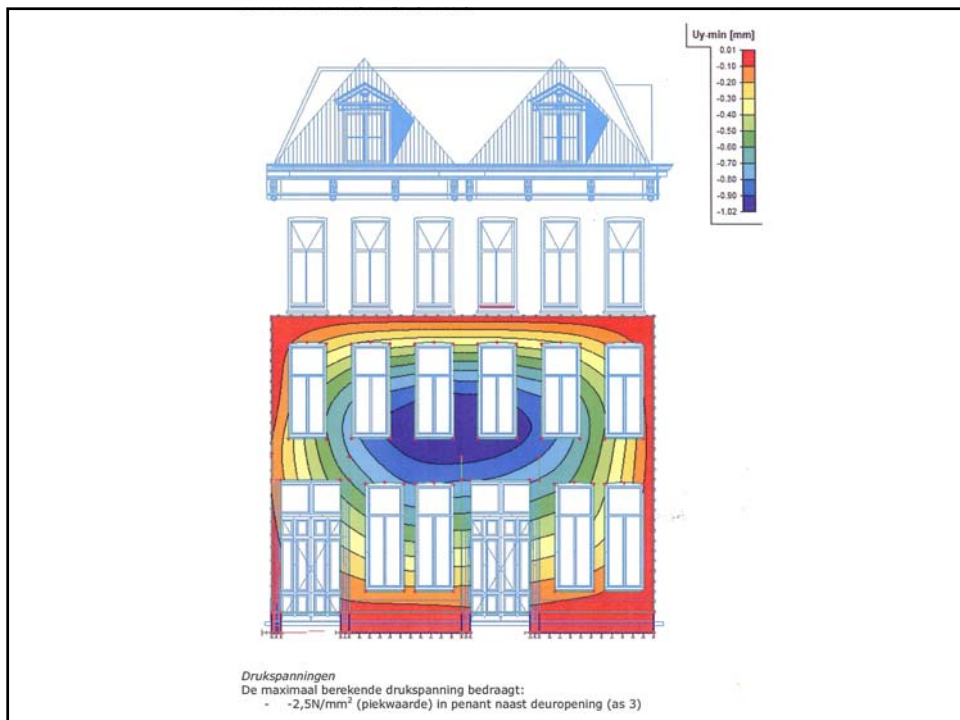 Uy-min [mm]
0.01
-0.10
-0.20
-0.30
-0.40
-0.50
-0.60
-0.70
-0.80
-0.90
-1.02
Drukspanningen
De maximaal berekende drukspanning bedraagt:
- -2,5N/mm² (piekwaarde) in penant naast deuropening (as 3)